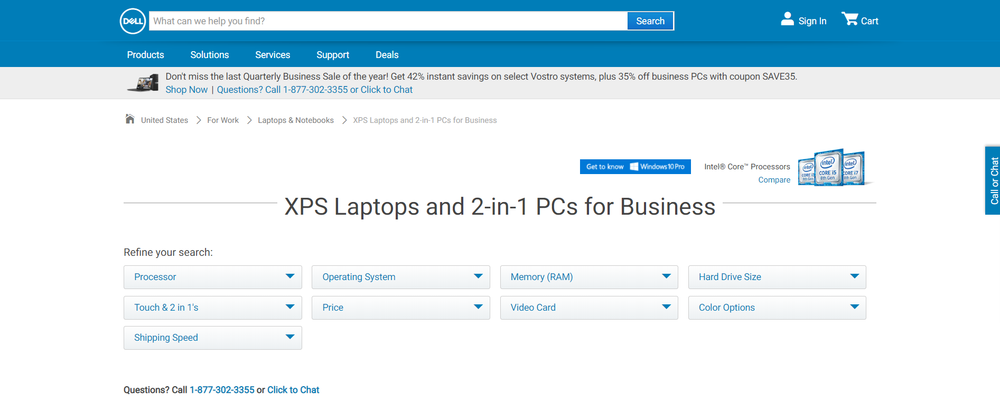 DELL
What can we help you find?
Search
Sign In
Cart
Products
Solutions
Services
Support
Deals
Don't miss the last Quarterly Business Sale of the year! Get 42% instant savings on select Vostro systems, plus 35% off business PCs with coupon SAVE35.
Shop Now | Questions? Call 1-877-302-3355 or Click to Chat
United States
For Work
Laptops & Notebooks
XPS Laptops and 2-in-1 PCs for Business
Get to know Windows 10 Pro
Intel® Core™ Processors
Compare
intel
CORE i3
8th Gen
intel
CORE i5
8th Gen
intel
CORE i7
8th Gen
Call or Chat
XPS Laptops and 2-in-1 PCs for Business
Refine your search:
Processor
Operating System
Memory (RAM)
Hard Drive Size
Touch & 2 in 1's
Price
Video Card
Color Options
Shipping Speed
Questions? Call 1-877-302-3355 or Click to Chat